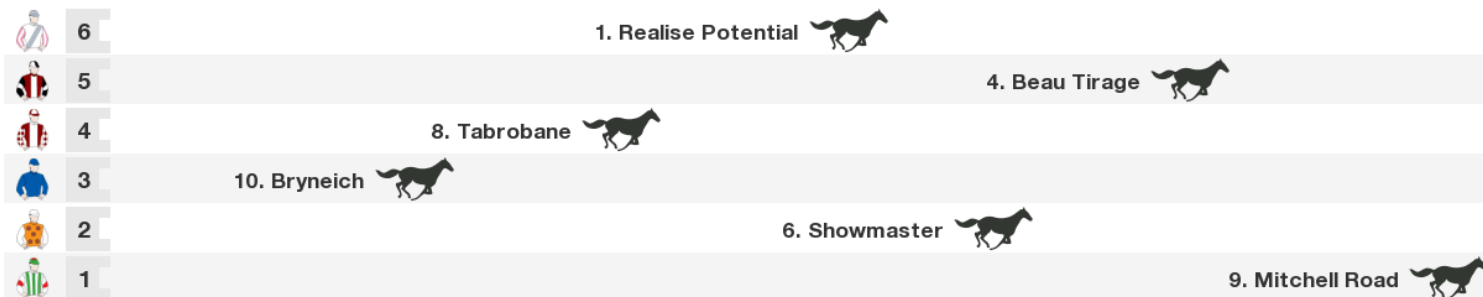 6 1. Realise Potential
5 4. Beau Tirage
4 8. Tabrobane
3 10. Bryneich
2 6. Showmaster
1 9. Mitchell Road